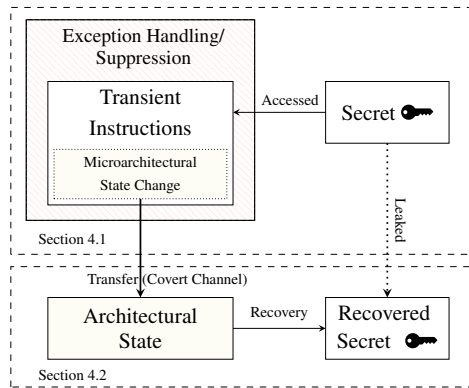 Exception Handling/
Suppression
Transient
Instructions
Accessed
Secret
Microarchitectural
State Change
Leaked
Section 4.1
Transfer (Covert Channel)
Architectural
State
Recovery
Recovered
Secret
Section 4.2